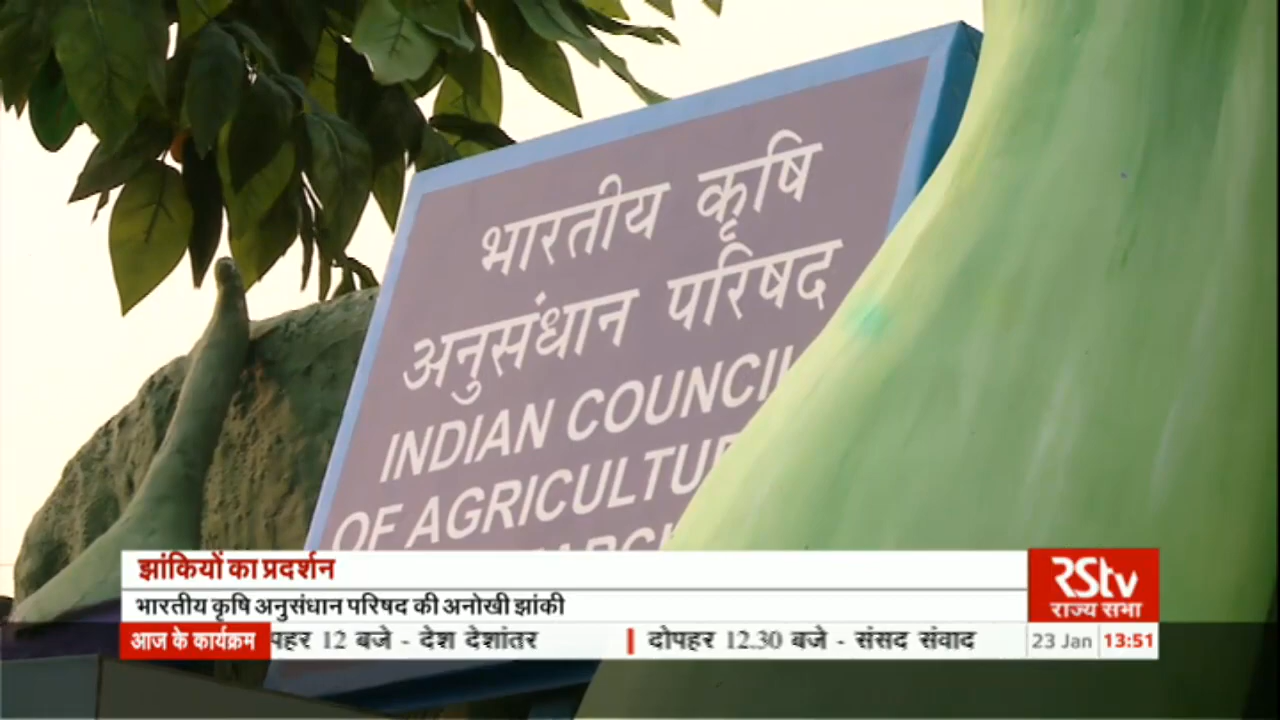 भारतीय कृषि
अनुसंधान परिषद
INDIAN COUNCIL
OF AGRICULTU
झांकियों का प्रदर्शन
भारतीय कृषि अनुसंधान परिषद की अनोखी झांकी
आज के कार्यक्रम पहर 12 बजे - देश देशांतर | दोपहर 12.30 बजे - संसद संवाद
RStv
राज्य सभा
23 Jan 13:51